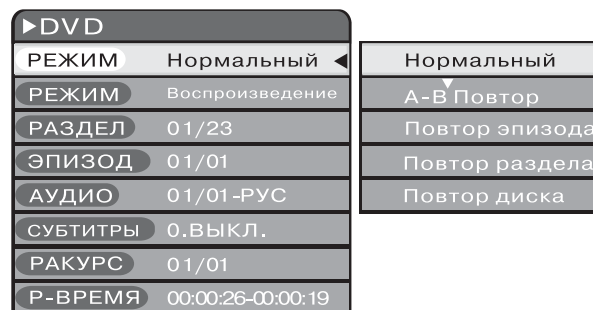 ▶DVD
РЕЖИМ Нормальный ◀
РЕЖИМ Воспроизведение
РАЗДЕЛ 01/23
ЭПИЗОД 01/01
АУДИО 01/01-РУС
СУБТИТРЫ 0.ВЫКЛ.
РАКУРС 01/01
Р-ВРЕМЯ 00:00:26-00:00:19
Нормальный
А-В Повтор
Повтор эпизода
Повтор раздела
Повтор диска